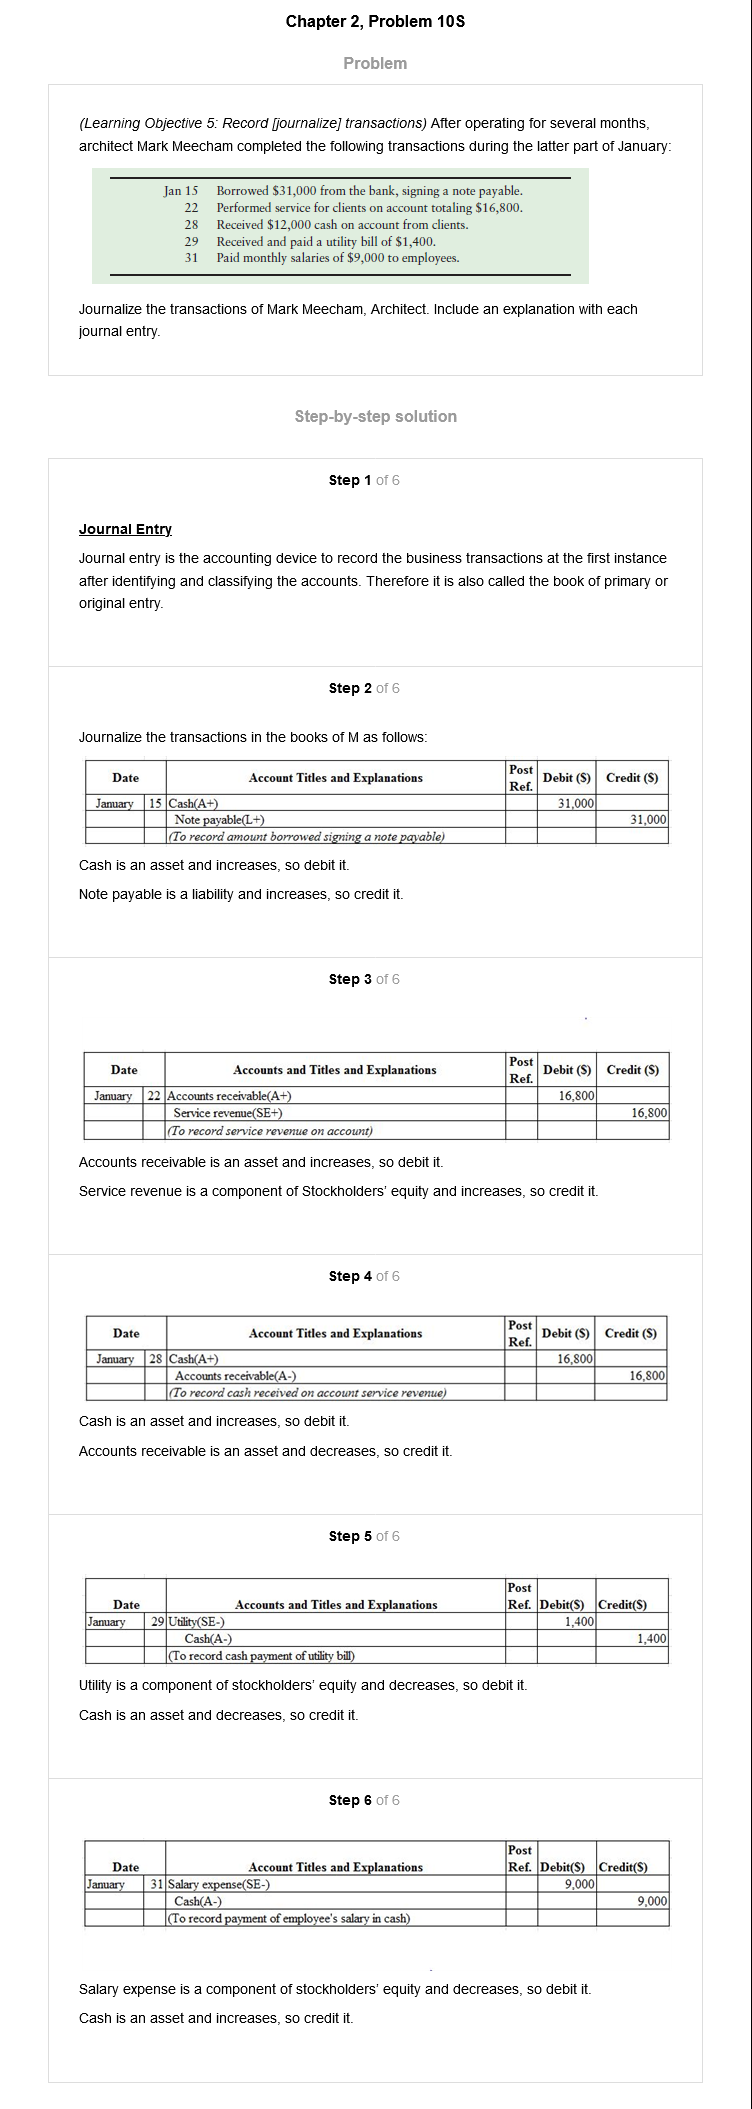 Chapter 2, Problem 10S
Problem
(Learning Objective 5: Record [journalize] transactions) After operating for several months,
architect Mark Meecham completed the following transactions during the latter part of January:
Jan 15 Borrowed $31,000 from the bank, signing a note payable.
22 Performed service for clients on account totaling $16,800.
28 Received $12,000 cash on account from clients.
29 Received and paid a utility bill of $1,400.
31 Paid monthly salaries of $9,000 to employees.
Journalize the transactions of Mark Meecham, Architect. Include an explanation with each
journal entry.
Step-by-step solution
Step 1 of 6
Journal Entry
Journal entry is the accounting device to record the business transactions at the first instance
after identifying and classifying the accounts. Therefore it is also called the book of primary or
original entry.
Step 2 of 6
Journalize the transactions in the books of M as follows:
Date Account Titles and Explanations Post Ref. Debit ($) Credit ($)
January 15 Cash(A+) 31,000
Note payable(L+) 31,000
(To record amount borrowed signing a note payable)
Cash is an asset and increases, so debit it.
Note payable is a liability and increases, so credit it.
Step 3 of 6
Date Accounts and Titles and Explanations Post Ref. Debit ($) Credit ($)
January 22 Accounts receivable(A+) 16,800
Service revenue(SE+) 16,800
(To record service revenue on account)
Accounts receivable is an asset and increases, so debit it.
Service revenue is a component of Stockholders' equity and increases, so credit it.
Step 4 of 6
Date Account Titles and Explanations Post Ref. Debit ($) Credit ($)
January 28 Cash(A+) 16,800
Accounts receivable(A-) 16,800
(To record cash received on account service revenue)
Cash is an asset and increases, so debit it.
Accounts receivable is an asset and decreases, so credit it.
Step 5 of 6
Date Accounts and Titles and Explanations Post Ref. Debit($) Credit($)
January 29 Utility(SE-) 1,400
Cash(A-) 1,400
(To record cash payment of utility bill)
Utility is a component of stockholders' equity and decreases, so debit it.
Cash is an asset and decreases, so credit it.
Step 6 of 6
Date Account Titles and Explanations Post Ref. Debit($) Credit($)
January 31 Salary expense(SE-) 9,000
Cash(A-) 9,000
(To record payment of employee's salary in cash)
Salary expense is a component of stockholders' equity and decreases, so debit it.
Cash is an asset and increases, so credit it.